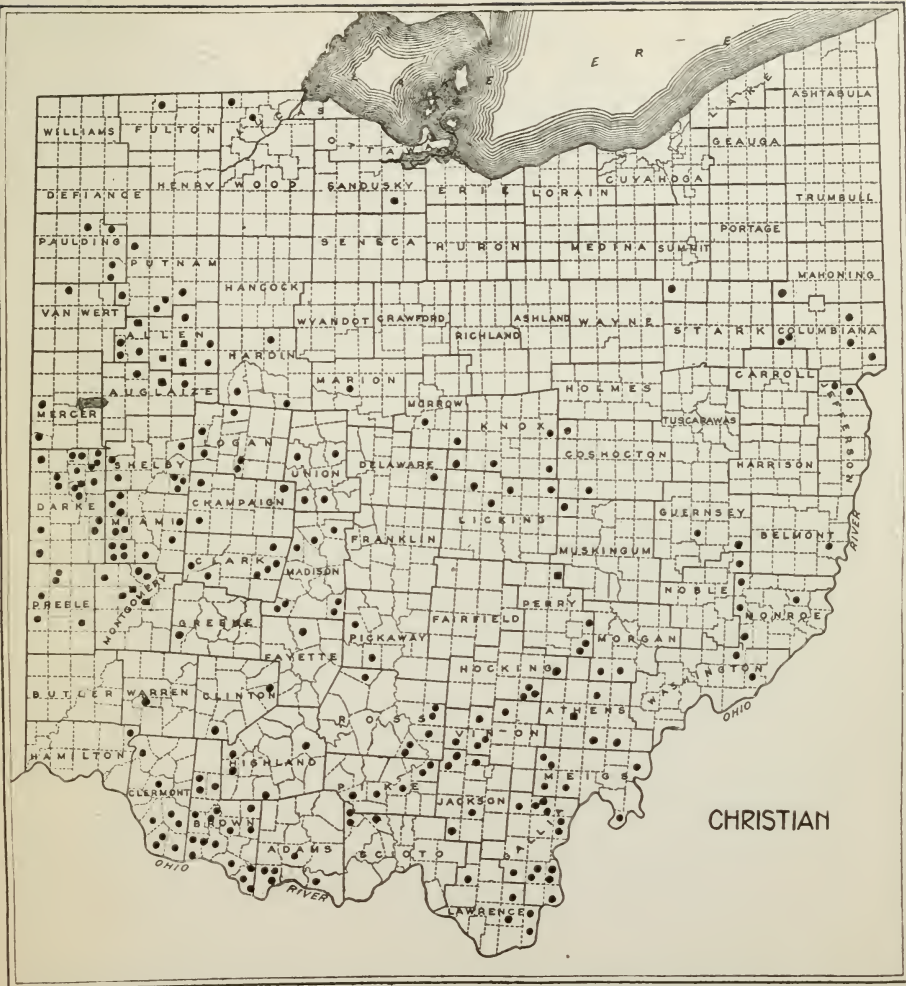 LAKE ERIE
LAKE
WILLIAMS
FULTON
LUCAS
OTTAWA
ASHTABULA
GEAUGA
CUYAHOGA
DEFIANCE
HENRY
WOOD
SANDUSKY
ERIE
LORAIN
TRUMBULL
PAULDING
PUTNAM
SENECA
HURON
MEDINA
SUMMIT
PORTAGE
MAHONING
HANCOCK
VAN WERT
ALLEN
WYANDOT
CRAWFORD
RICHLAND
ASHLAND
WAYNE
STARK
COLUMBIANA
HARDIN
MARION
CARROLL
MERCER
AUGLAIZE
MORROW
HOLMES
JEFFERSON
KNOX
TUSCARAWAS
LOGAN
SHELBY
UNION
DELAWARE
COSHOCTON
HARRISON
DARKE
MIAMI
CHAMPAIGN
LICKING
GUERNSEY
BELMONT
RIVER
CLARK
MADISON
FRANKLIN
MUSKINGUM
PREBLE
MONTGOMERY
GREENE
PERRY
NOBLE
MONROE
FAYETTE
PICKAWAY
FAIRFIELD
MORGAN
HOCKING
WASHINGTON
BUTLER
WARREN
CLINTON
ROSS
ATHENS
OHIO
VINTON
HAMILTON
HIGHLAND
MEIGS
CLERMONT
PIKE
JACKSON
CHRISTIAN
BROWN
ADAMS
SCIOTO
GALLIA
OHIO
RIVER
LAWRENCE